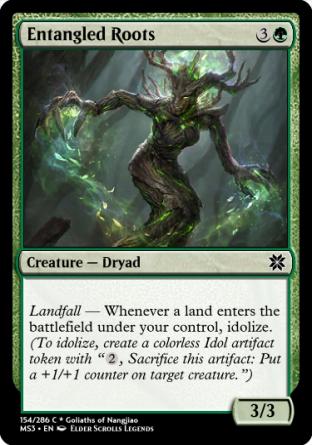 Entangled Roots 3
Creature — Dryad
Landfall — Whenever a land enters the
battlefield under your control, idolize.
(To idolize, create a colorless Idol artifact
token with “2, Sacrifice this artifact: Put
a +1/+1 counter on target creature.”)
3/3
154/286 C * Goliaths of Nangjiao
MS3 • EN Elder Scrolls Legends